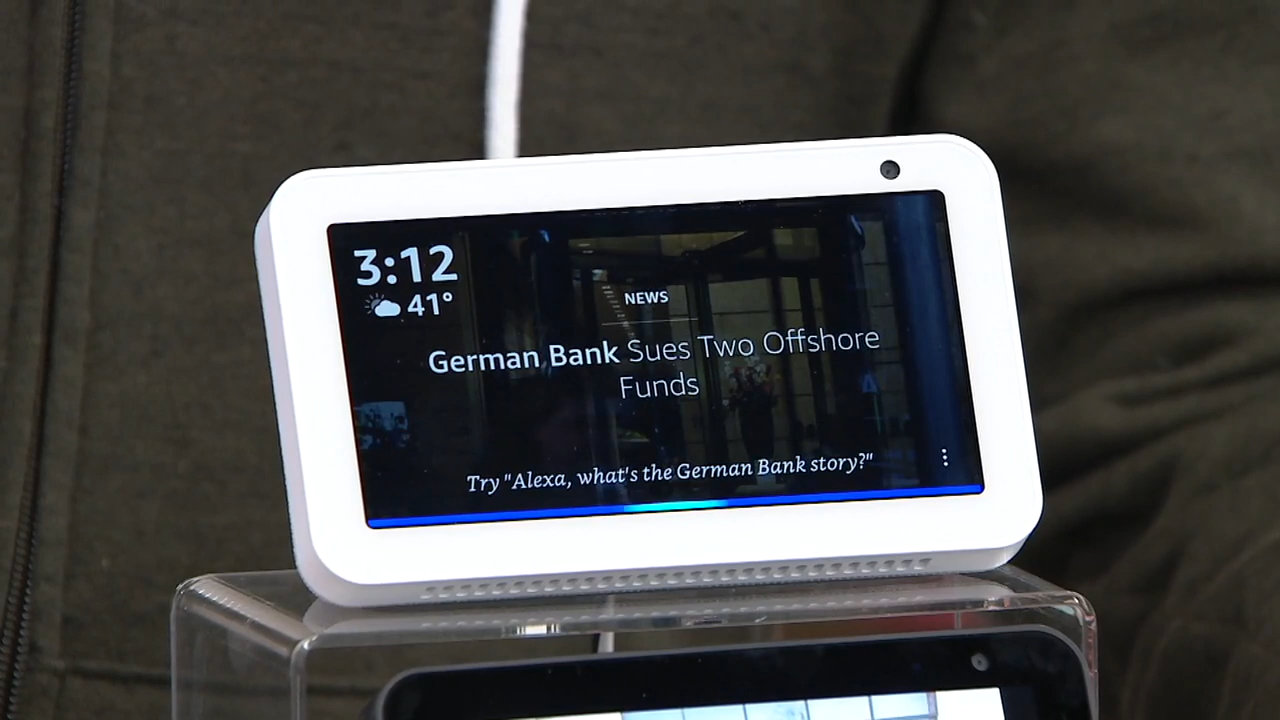 3:12
41°
NEWS
German Bank Sues Two Offshore
Funds
Try "Alexa, what's the German Bank story?"